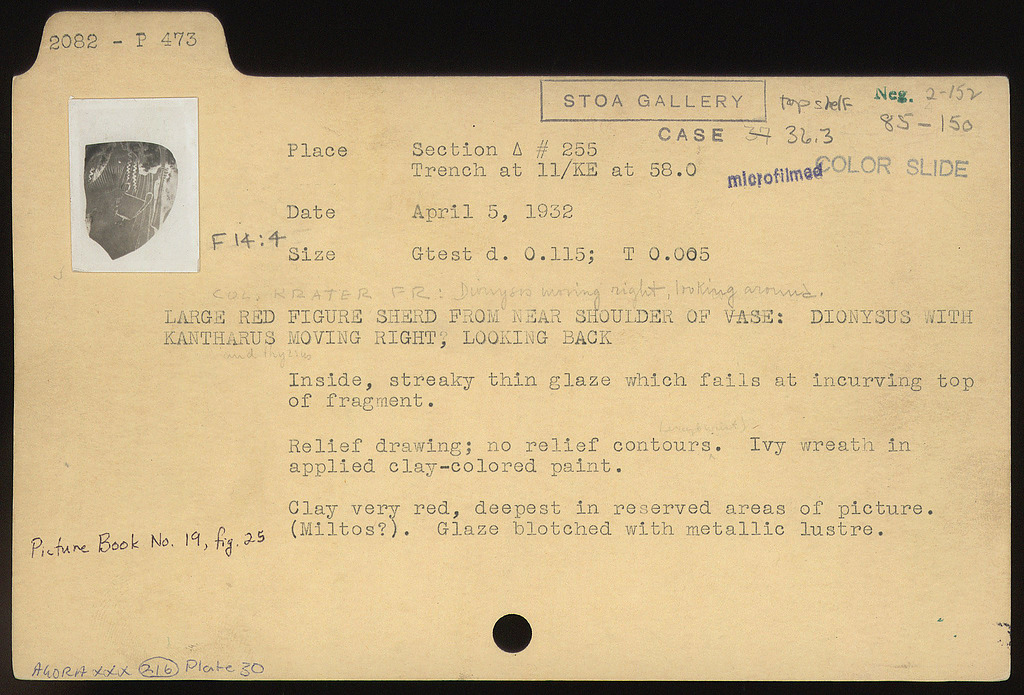 2082 - P 473
STOA GALLERY top shelf Neg. 2-152
CASE 37 36.3 85-150
Place Section Δ # 255
Trench at 11/KE at 58.0
microfilmed COLOR SLIDE
Date April 5, 1932
F 14:4
Size Gtest d. 0.115; T 0.005
COL. KRATER FR: Dionysos moving right, looking around.
LARGE RED FIGURE SHERD FROM NEAR SHOULDER OF VASE: DIONYSUS WITH
KANTHARUS MOVING RIGHT, LOOKING BACK
and thyrsus
Inside, streaky thin glaze which fails at incurving top
of fragment.
Relief drawing; no relief contours. Ivy wreath in
applied clay-colored paint.
Clay very red, deepest in reserved areas of picture.
(Miltos?). Glaze blotched with metallic lustre.
Picture Book No. 19, fig. 25
AGORA XXX 216 Plate 30